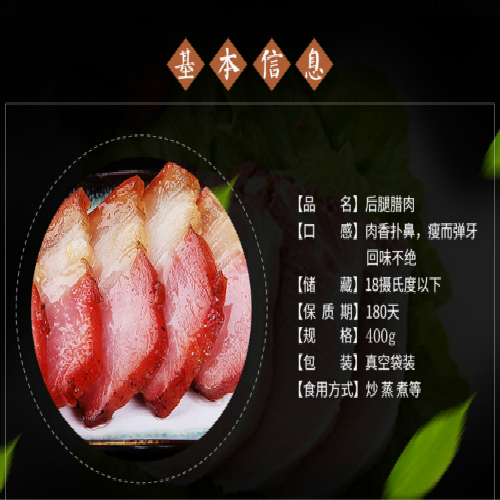 基本信息
【品 名】后腿腊肉
【口 感】肉香扑鼻，瘦而弹牙
回味不绝
【储 藏】18摄氏度以下
【保 质 期】180天
【规 格】400g
【包 装】真空袋装
【食用方式】炒 蒸 煮等